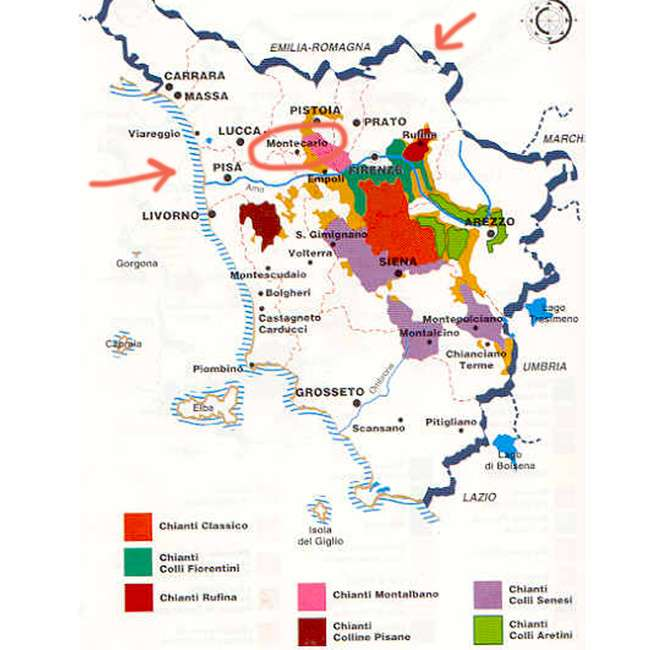 EMILIA-ROMAGNA
CARRARA
MASSA
PISTOIA
PRATO
Viareggio
LUCCA
Rufina
MARCH
Montecarlo
PISA
FIRENZE
Empoli
Arno
LIVORNO
AREZZO
S. Gimignano
Volterra
SIENA
Gorgona
Montescudaio
Bolgheri
Castagneto
Carducci
Lago
Trasimeno
Montepolciano
Montalcino
Capraia
Chianciano
Terme
UMBRIA
Piombino
Ombrone
GROSSETO
Elba
Scansano
Pitigliano
Lago
di Bolsena
LAZIO
Isola
del Giglio
Chianti Classico
Chianti
Colli Fiorentini
Chianti Rufina
Chianti Montalbano
Chianti
Colline Pisane
Chianti
Colli Senesi
Chianti
Colli Aretini